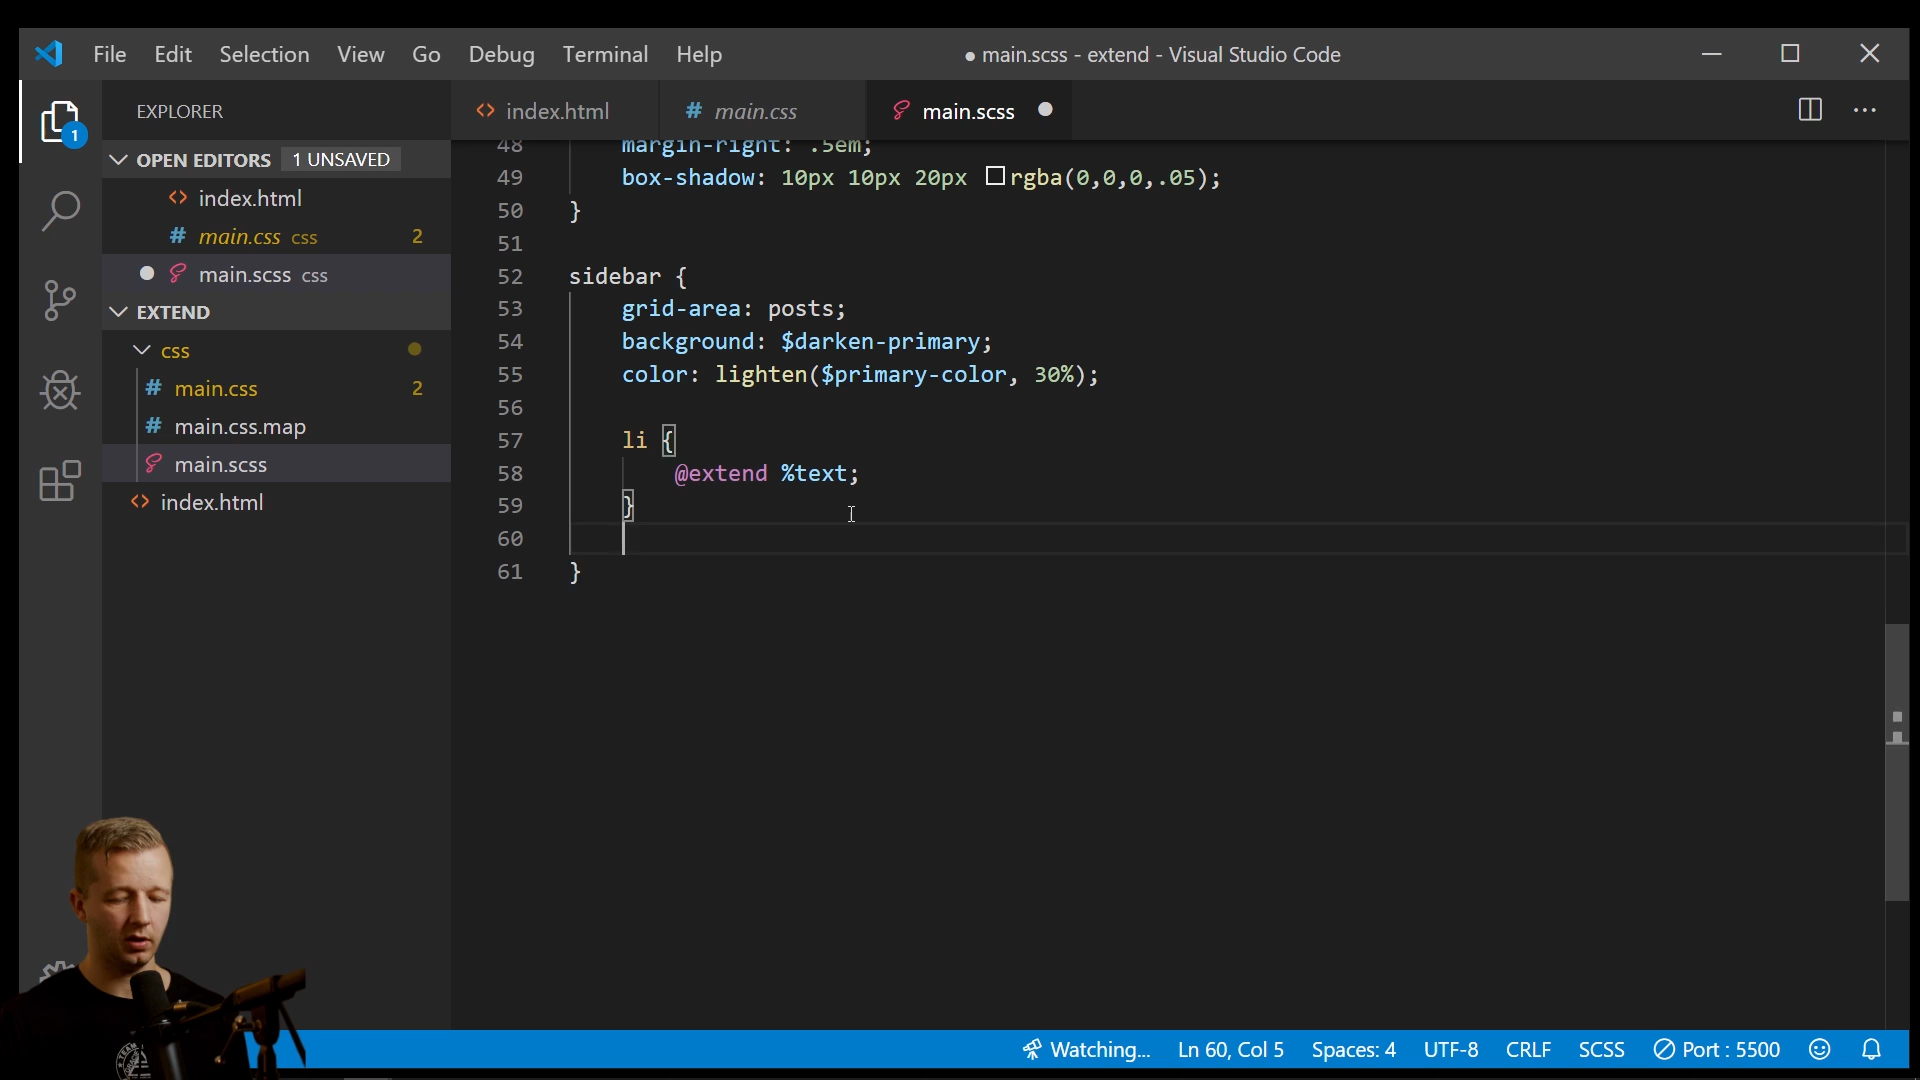 File Edit Selection View Go Debug Terminal Help
● main.scss - extend - Visual Studio Code
EXPLORER
1
OPEN EDITORS 1 UNSAVED
index.html
main.css css 2
main.scss css
EXTEND
css
main.css 2
main.css.map
main.scss
index.html
index.html
main.css
main.scss
48 margin-right: .5em;
49 box-shadow: 10px 10px 20px rgba(0,0,0,.05);
50 }
51
52 sidebar {
53 grid-area: posts;
54 background: $darken-primary;
55 color: lighten($primary-color, 30%);
56
57 li {
58 @extend %text;
59 }
60
61 }
Watching... Ln 60, Col 5 Spaces: 4 UTF-8 CRLF SCSS Port : 5500